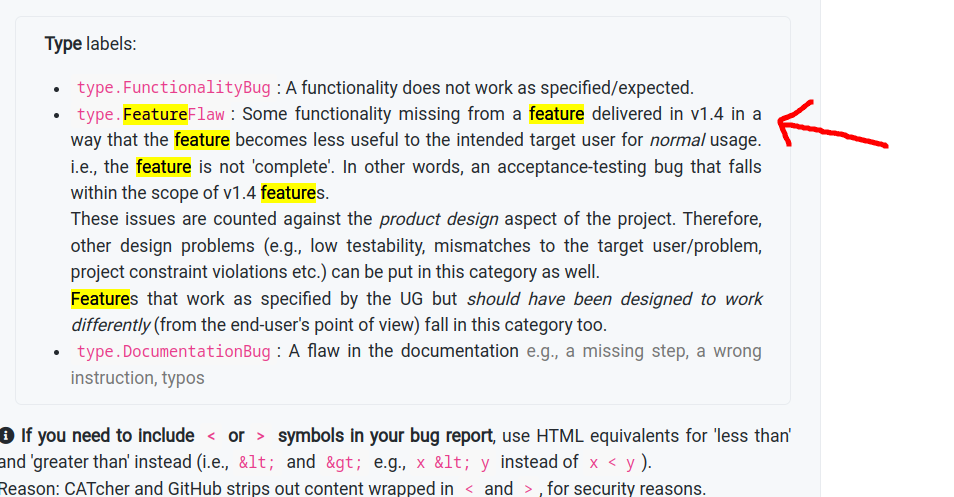 Type labels:
• type.FunctionalityBug : A functionality does not work as specified/expected.
• type.FeatureFlaw : Some functionality missing from a feature delivered in v1.4 in a
way that the feature becomes less useful to the intended target user for normal usage.
i.e., the feature is not 'complete'. In other words, an acceptance-testing bug that falls
within the scope of v1.4 features.
These issues are counted against the product design aspect of the project. Therefore,
other design problems (e.g., low testability, mismatches to the target user/problem,
project constraint violations etc.) can be put in this category as well.
Features that work as specified by the UG but should have been designed to work
differently (from the end-user's point of view) fall in this category too.
• type.DocumentationBug : A flaw in the documentation e.g., a missing step, a wrong
instruction, typos
If you need to include < or > symbols in your bug report, use HTML equivalents for 'less than'
and 'greater than' instead (i.e., &lt; and &gt; e.g., x &lt; y instead of x < y ).
Reason: CATcher and GitHub strips out content wrapped in < and > , for security reasons.